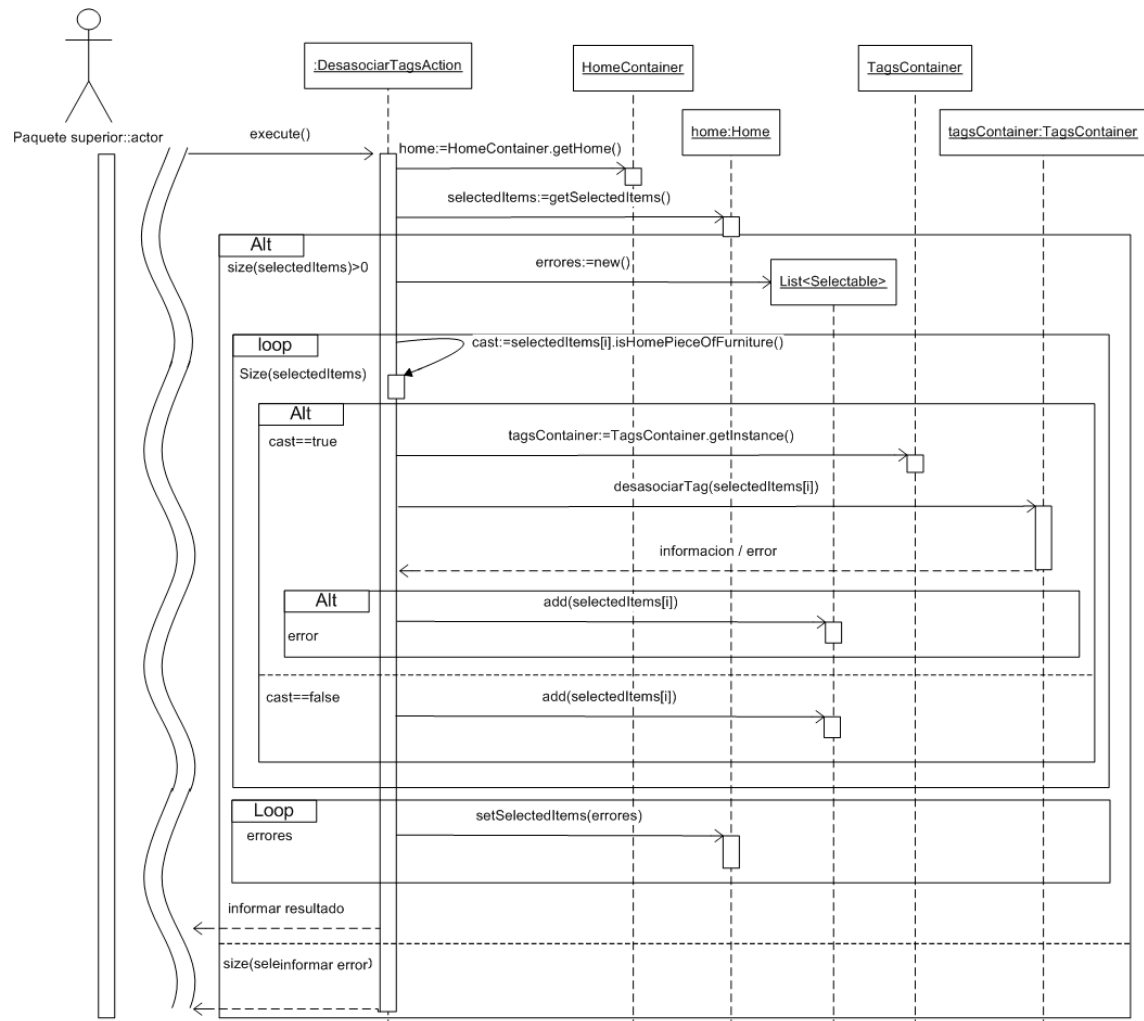 :DesasociarTagsAction
HomeContainer
TagsContainer
home:Home
tagsContainer:TagsContainer
Paquete superior::actor
execute()
home:=HomeContainer.getHome()
selectedItems:=getSelectedItems()
Alt
size(selectedItems)>0
errores:=new()
List<Selectable>
loop
cast:=selectedItems[i].isHomePieceOfFurniture()
Size(selectedItems)
Alt
cast==true
tagsContainer:=TagsContainer.getInstance()
desasociarTag(selectedItems[i])
informacion / error
Alt
add(selectedItems[i])
error
cast==false
add(selectedItems[i])
Loop
errores
setSelectedItems(errores)
informar resultado
size(sele
informar error)